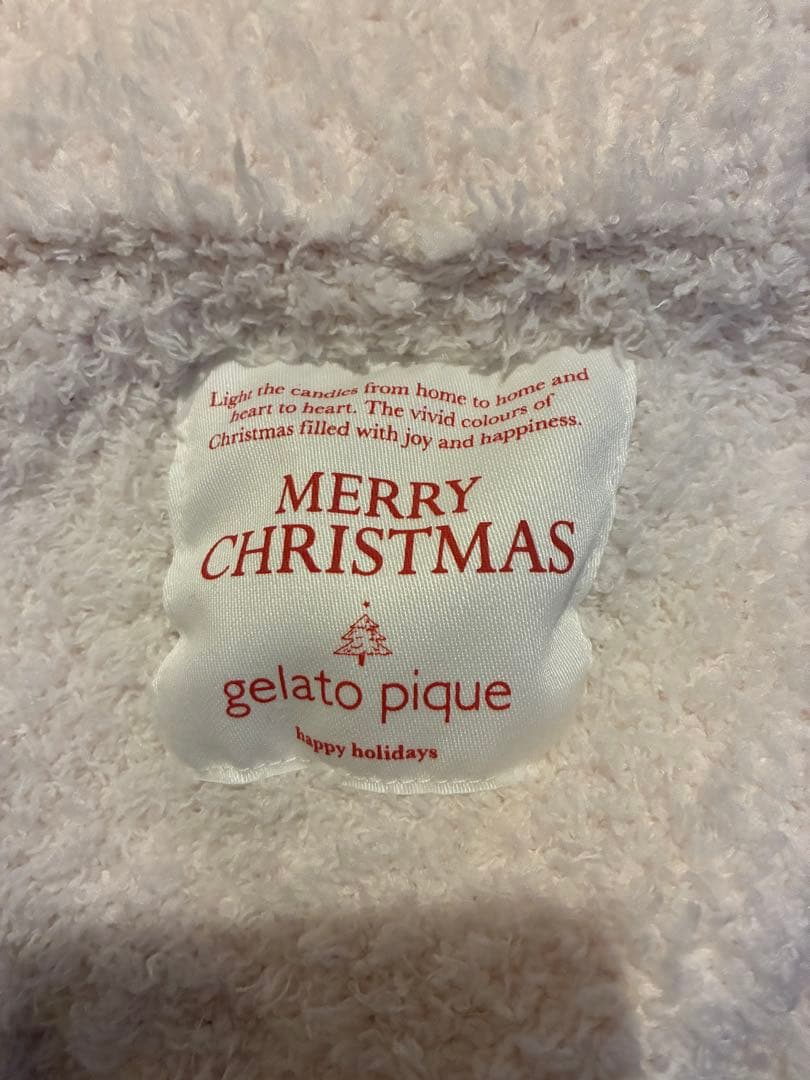 Light the candies from home to home and
heart to heart. The vivid colours of
Christmas filled with joy and happiness.
MERRY
CHRISTMAS
gelato pique
happy holidays